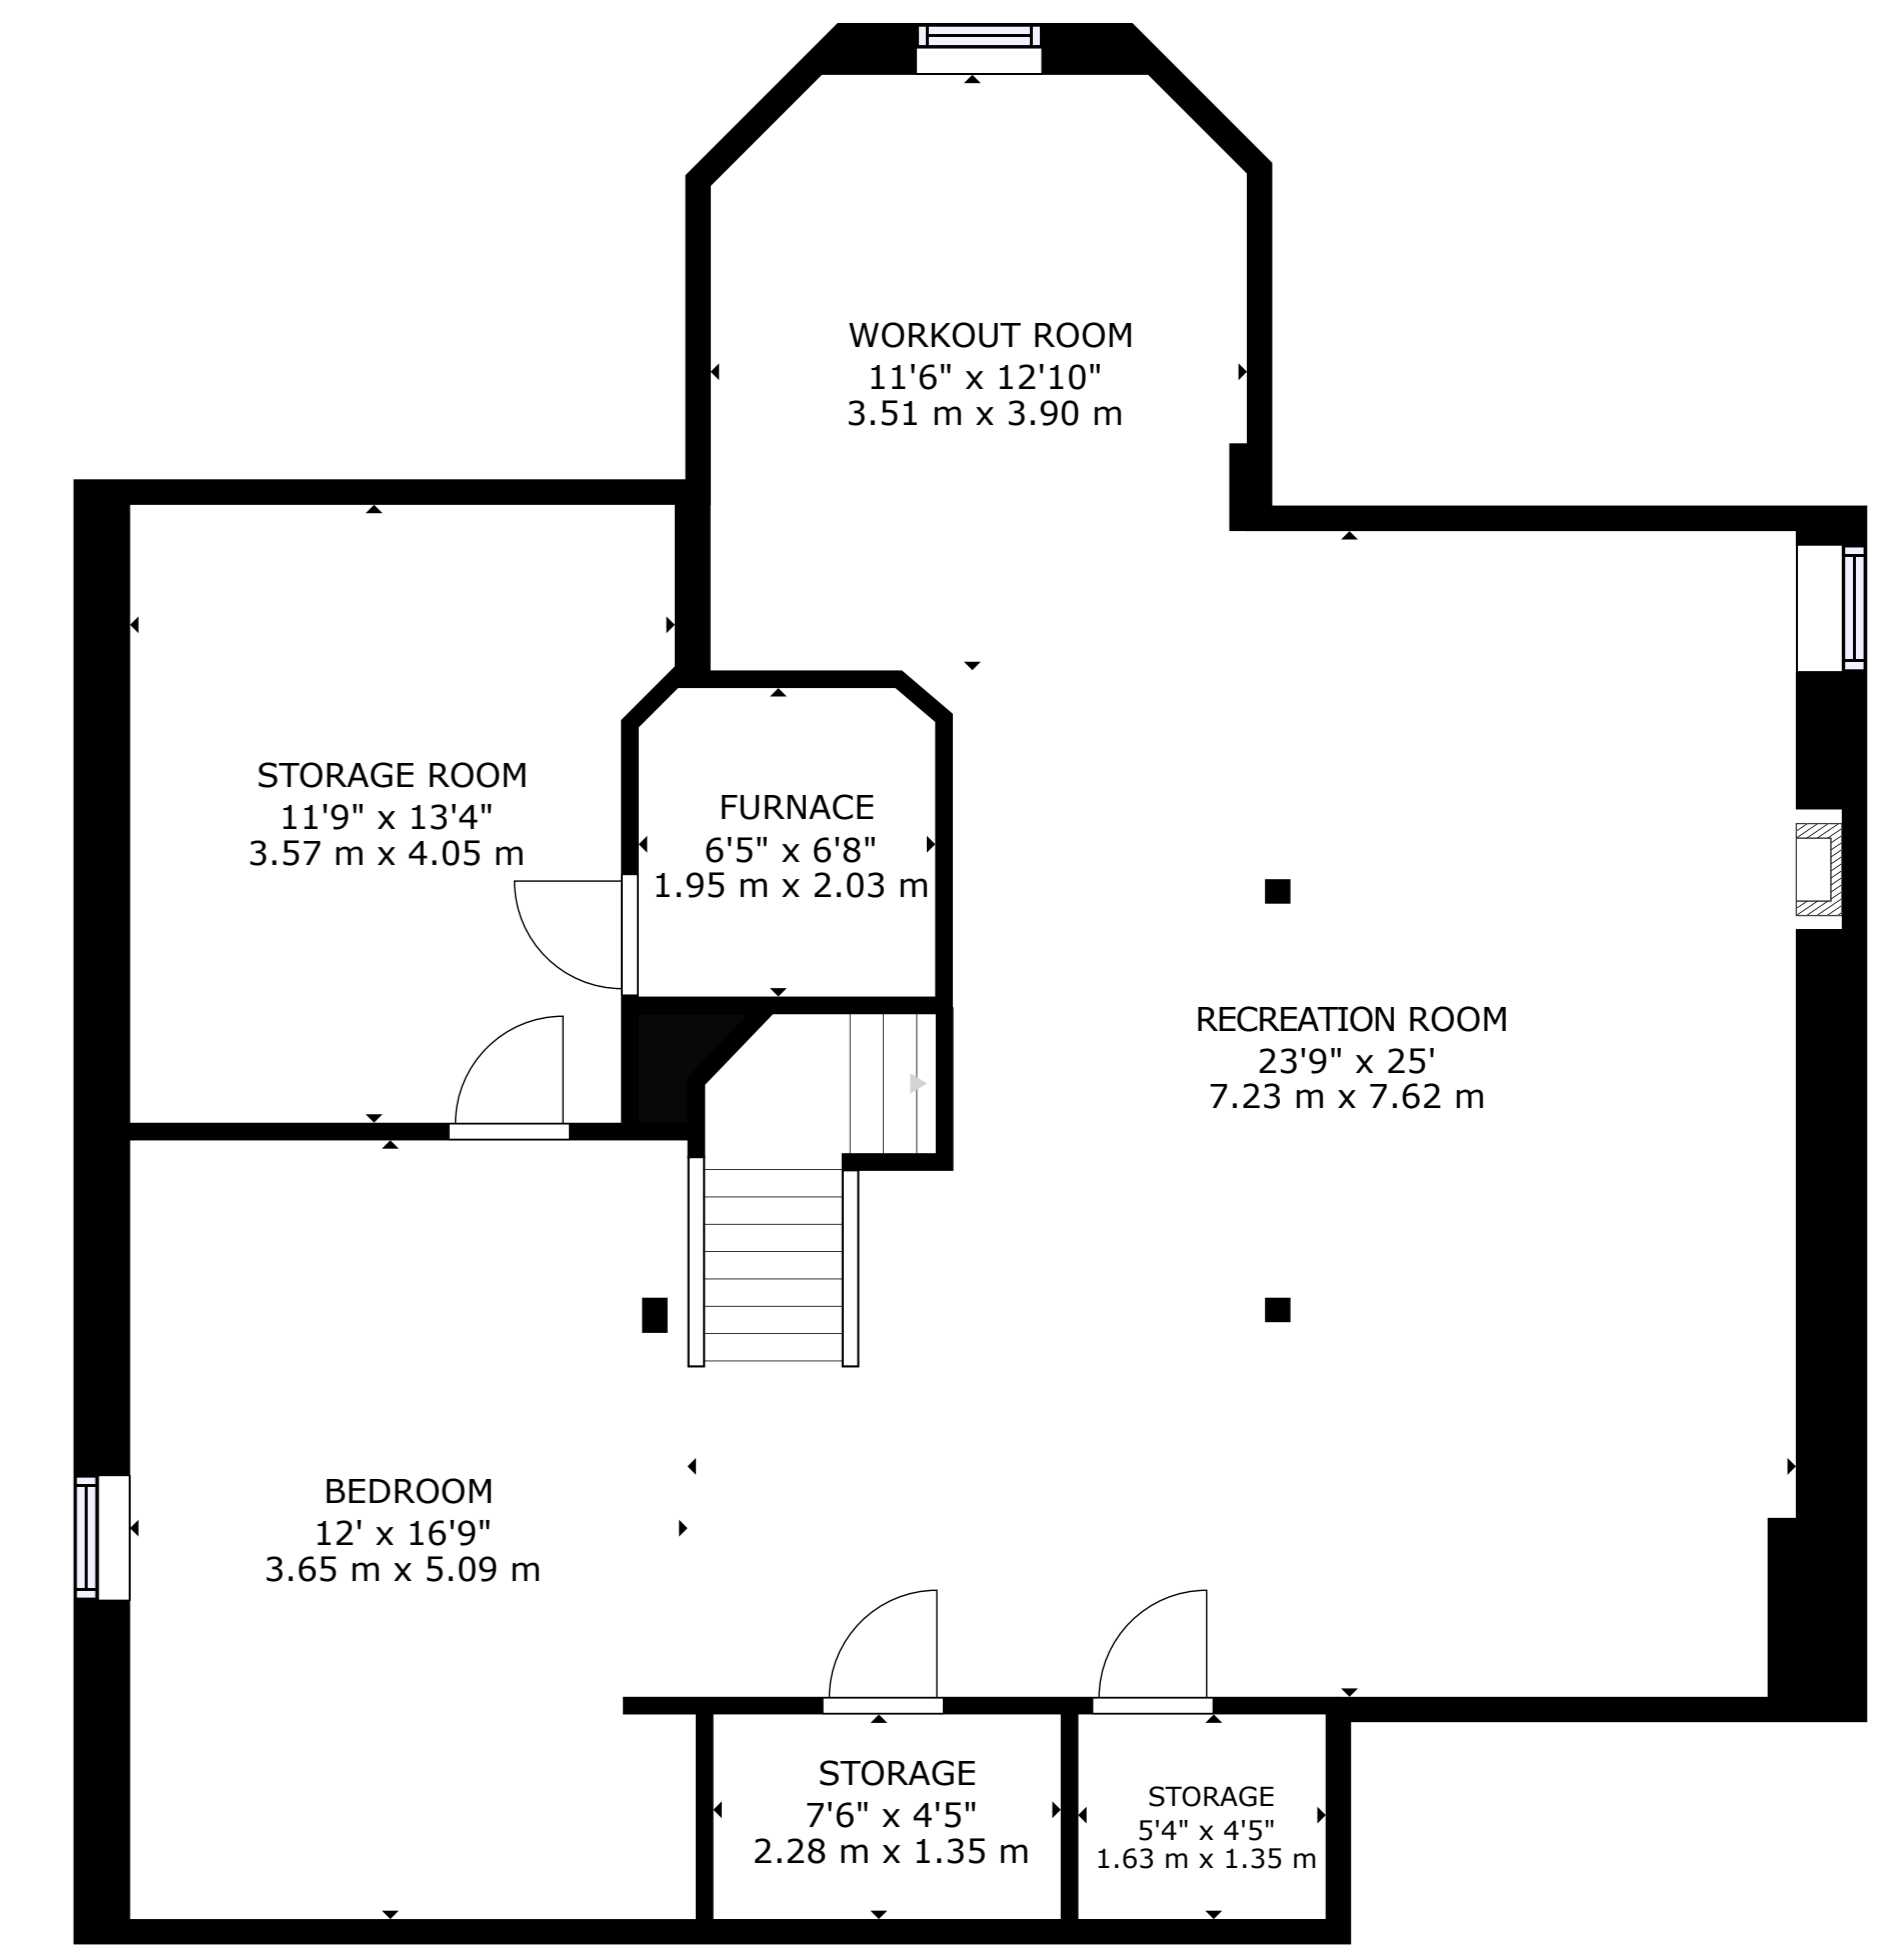 WORKOUT ROOM
11'6" x 12'10"
3.51 m x 3.90 m
STORAGE ROOM
11'9" x 13'4"
3.57 m x 4.05 m
FURNACE
6'5" x 6'8"
1.95 m x 2.03 m
RECREATION ROOM
23'9" x 25'
7.23 m x 7.62 m
BEDROOM
12' x 16'9"
3.65 m x 5.09 m
STORAGE
7'6" x 4'5"
2.28 m x 1.35 m
STORAGE
5'4" x 4'5"
1.63 m x 1.35 m